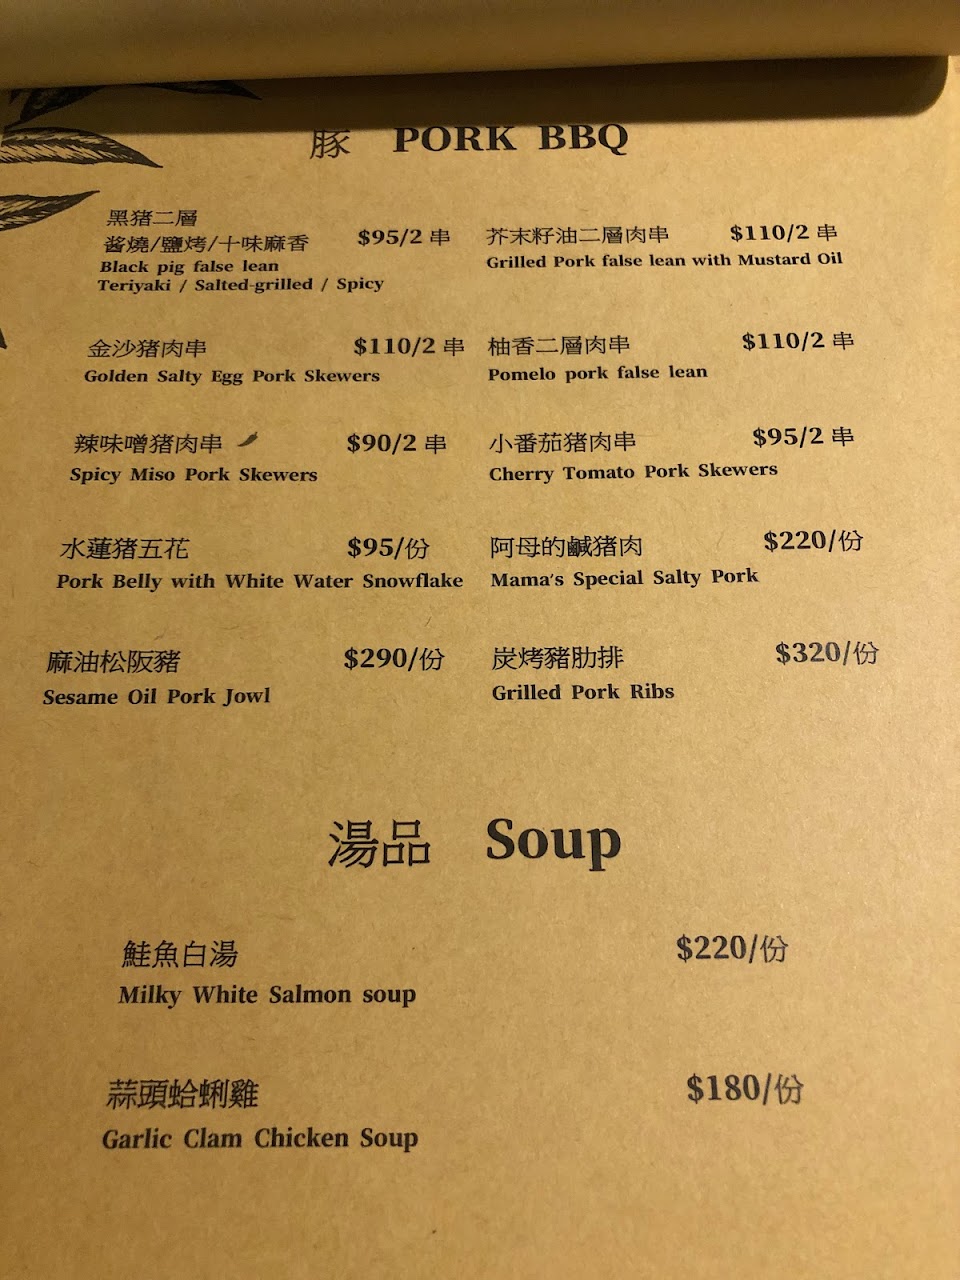 豚 PORK BBQ
黑猪二層
醬燒/鹽烤/十味麻香 $95/2 串
Black pig false lean
Teriyaki / Salted-grilled / Spicy
芥末籽油二層肉串 $110/2 串
Grilled Pork false lean with Mustard Oil
金沙猪肉串 $110/2 串
Golden Salty Egg Pork Skewers
柚香二層肉串 $110/2 串
Pomelo pork false lean
辣味噌猪肉串 $90/2 串
Spicy Miso Pork Skewers
小番茄猪肉串 $95/2 串
Cherry Tomato Pork Skewers
水蓮猪五花 $95/份
Pork Belly with White Water Snowflake
阿母的鹹猪肉 $220/份
Mama's Special Salty Pork
麻油松阪豬 $290/份
Sesame Oil Pork Jowl
炭烤豬肋排 $320/份
Grilled Pork Ribs
湯品 Soup
鮭魚白湯 $220/份
Milky White Salmon soup
蒜頭蛤蜊雞 $180/份
Garlic Clam Chicken Soup